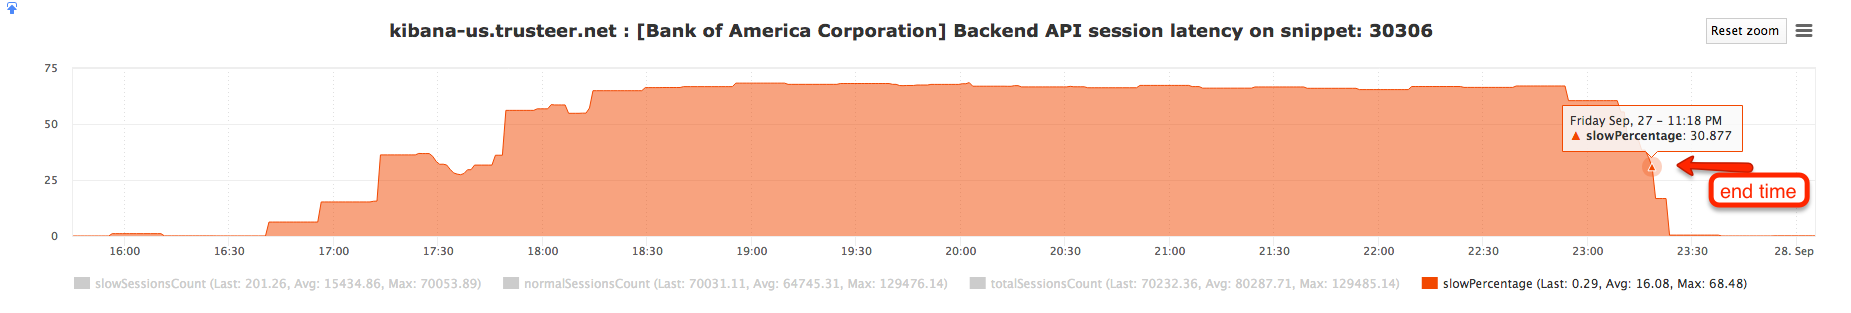 kibana-us.trusteer.net : [Bank of America Corporation] Backend API session latency on snippet: 30306
Reset zoom
75
50
25
0
Friday Sep, 27 - 11:18 PM
▲ slowPercentage: 30.877
end time
16:00 16:30 17:00 17:30 18:00 18:30 19:00 19:30 20:00 20:30 21:00 21:30 22:00 22:30 23:00 23:30 28. Sep
slowSessionsCount (Last: 201.26, Avg: 15434.86, Max: 70053.89) normalSessionsCount (Last: 70031.11, Avg: 64745.31, Max: 129476.14) totalSessionsCount (Last: 70232.36, Avg: 80287.71, Max: 129485.14) slowPercentage (Last: 0.29, Avg: 16.08, Max: 68.48)